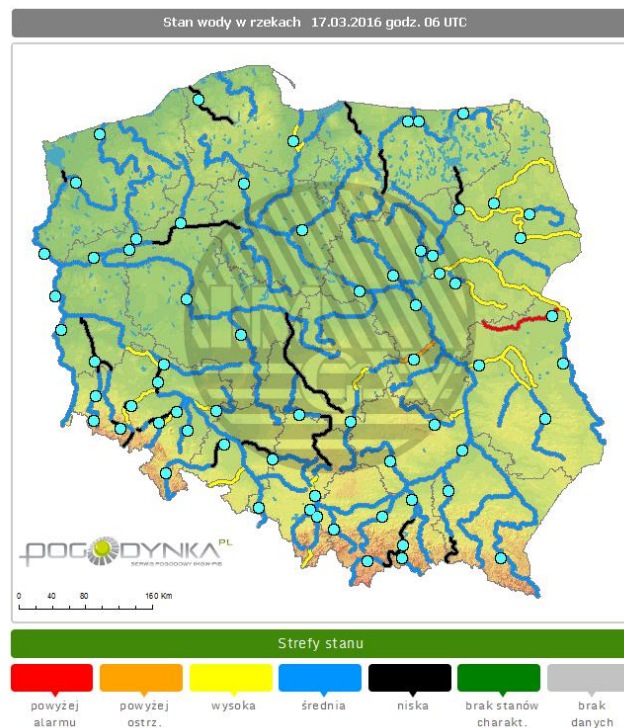 Stan wody w rzekach 17.03.2016 godz. 06 UTC
POGODYNKA.PL
SERWIS POGODOWY IMGW-PIB
0 40 80 160 Km
Strefy stanu
powyżej alarmu
powyżej ostrz.
wysoka
średnia
niska
brak stanów charakt.
brak danych